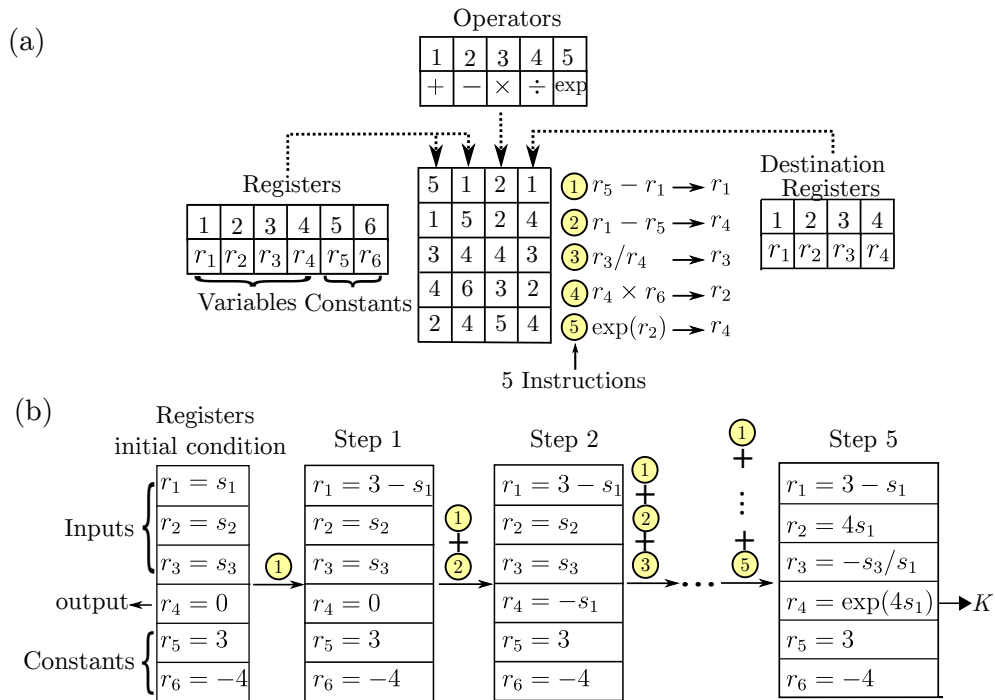 (a)
Operators
1 2 3 4 5
+ − × ÷ exp
Registers
1 2 3 4 5 6
r₁ r₂ r₃ r₄ r₅ r₆
Variables Constants
5 1 2 1
1 5 2 4
3 4 4 3
4 6 3 2
2 4 5 4
1 r₅ − r₁ → r₁
2 r₁ − r₅ → r₄
3 r₃/r₄ → r₃
4 r₄ × r₆ → r₂
5 exp(r₂) → r₄
5 Instructions
Destination
Registers
1 2 3 4
r₁ r₂ r₃ r₄
(b)
Registers
initial condition
Inputs
output
Constants
r₁ = s₁
r₂ = s₂
r₃ = s₃
r₄ = 0
r₅ = 3
r₆ = −4
1
Step 1
r₁ = 3 − s₁
r₂ = s₂
r₃ = s₃
r₄ = 0
r₅ = 3
r₆ = −4
1
+
2
Step 2
r₁ = 3 − s₁
r₂ = s₂
r₃ = s₃
r₄ = −s₁
r₅ = 3
r₆ = −4
1
+
2
+
3
1
+
⋮
+
5
Step 5
r₁ = 3 − s₁
r₂ = 4s₁
r₃ = −s₃/s₁
r₄ = exp(4s₁)
r₅ = 3
r₆ = −4
K